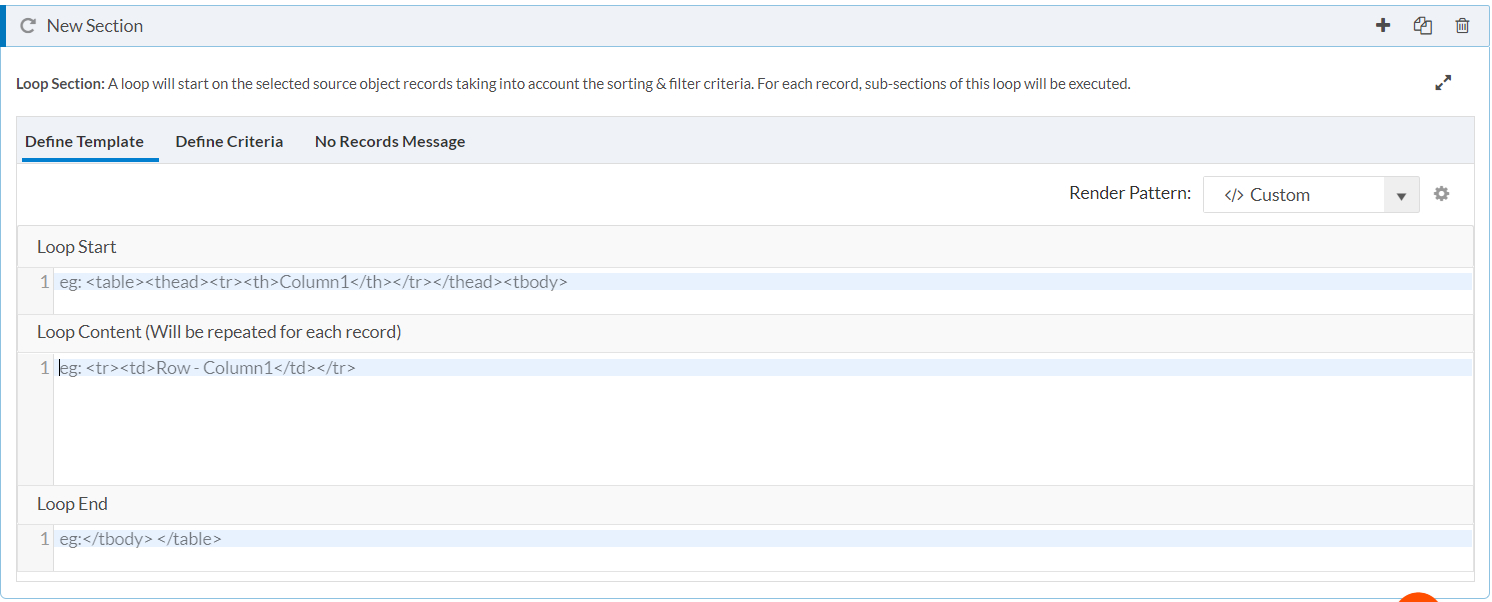 New Section
Loop Section: A loop will start on the selected source object records taking into account the sorting & filter criteria. For each record, sub-sections of this loop will be executed.
Define Template Define Criteria No Records Message
Render Pattern: </> Custom
Loop Start
1 eg: <table><thead><tr><th>Column1</th></tr></thead><tbody>
Loop Content (Will be repeated for each record)
1 eg: <tr><td>Row - Column1</td></tr>
Loop End
1 eg:</tbody> </table>